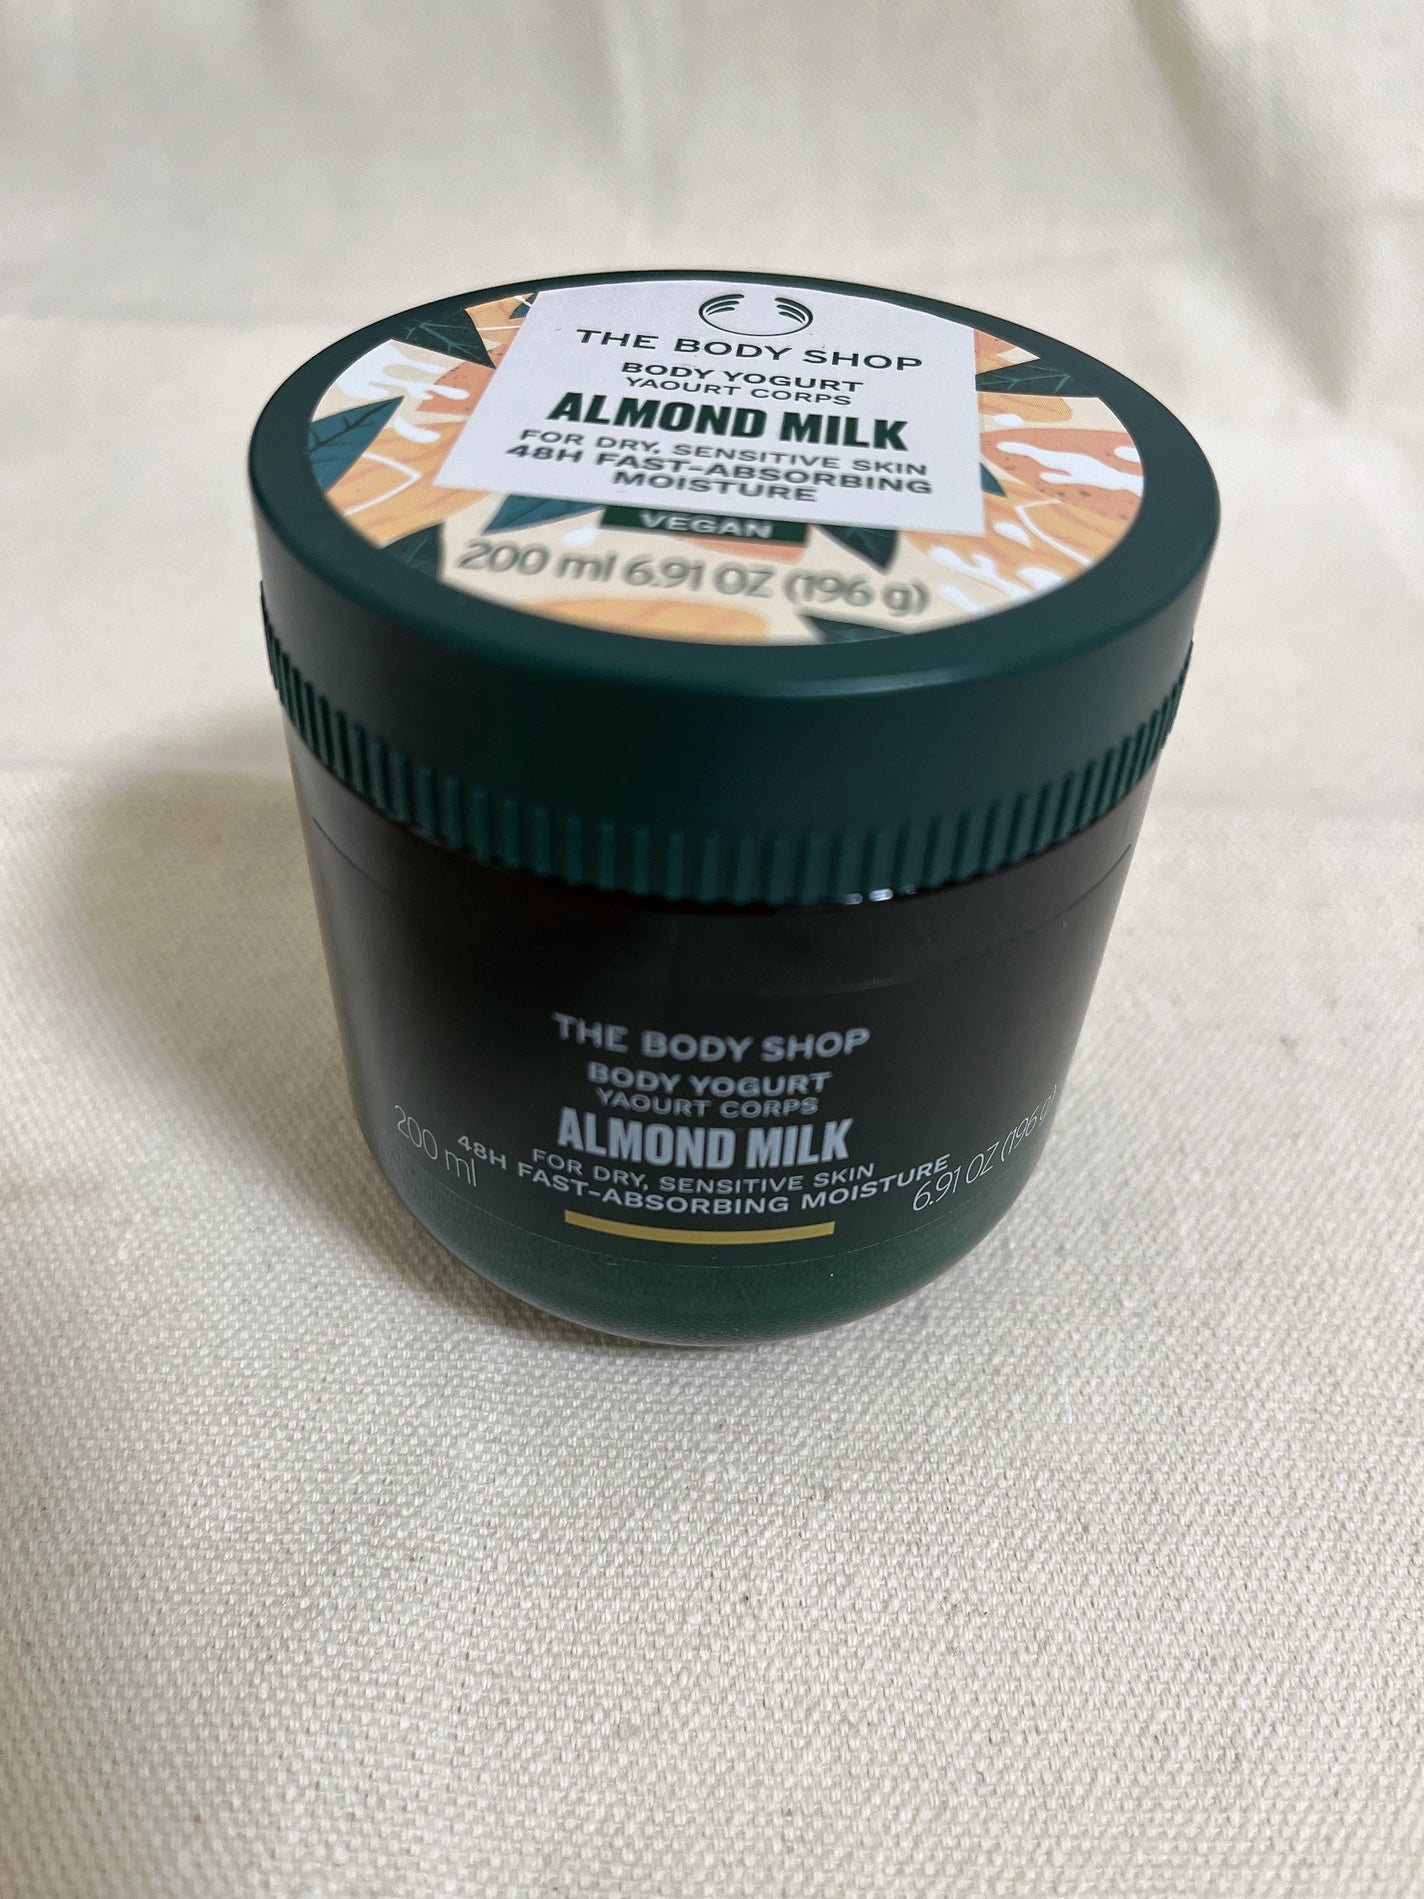 THE BODY SHOP
BODY YOGURT
YAOURT CORPS
ALMOND MILK
FOR DRY, SENSITIVE SKIN
48H FAST-ABSORBING
MOISTURE
VEGAN
200 ml 6.91 OZ (196 g)
THE BODY SHOP
BODY YOGURT
YAOURT CORPS
ALMOND MILK
FOR DRY, SENSITIVE SKIN
48H FAST-ABSORBING MOISTURE
200 ml
6.91 OZ (196 g)